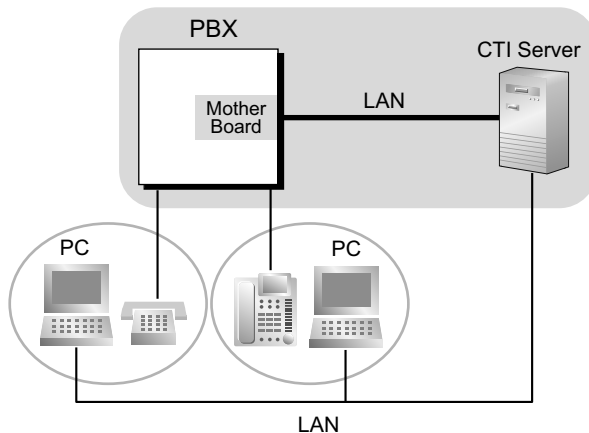 PBX
CTI Server
Mother
Board
LAN
PC
PC
LAN